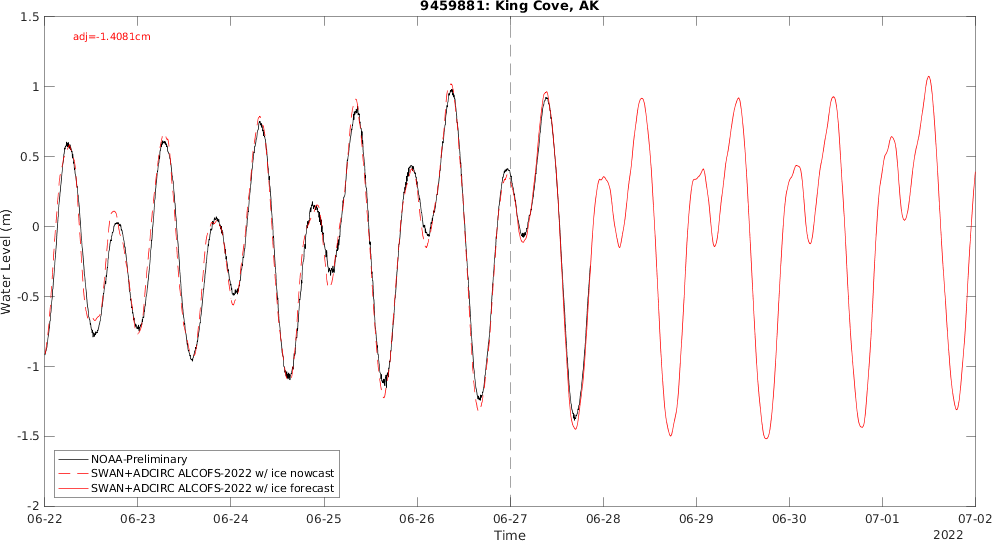 9459881: King Cove, AK
adj=-1.4081cm
1.5
1
0.5
0
-0.5
-1
-1.5
-2
Water Level (m)
NOAA-Preliminary
SWAN+ADCIRC ALCOFS-2022 w/ ice nowcast
SWAN+ADCIRC ALCOFS-2022 w/ ice forecast
06-22 06-23 06-24 06-25 06-26 06-27 06-28 06-29 06-30 07-01 07-02
Time
2022